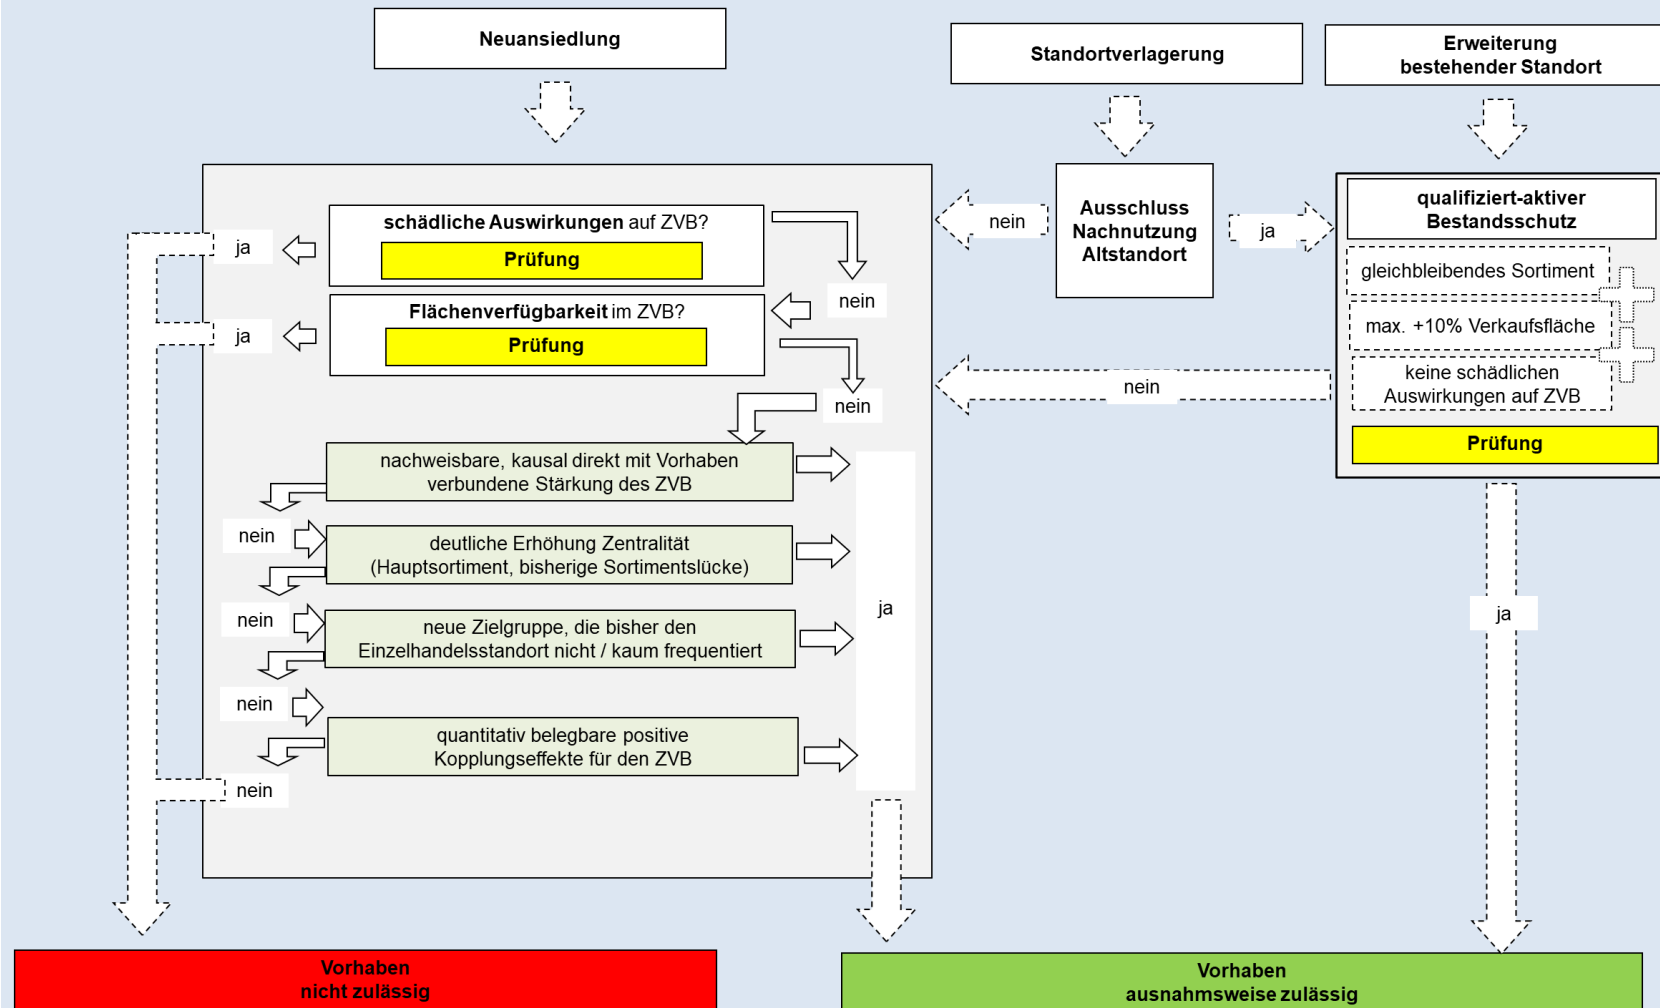 Neuansiedlung
Standortverlagerung
Erweiterung
bestehender Standort
schädliche Auswirkungen auf ZVB?
Prüfung
ja
nein
Flächenverfügbarkeit im ZVB?
Prüfung
ja
nein
nachweisbare, kausal direkt mit Vorhaben
verbundene Stärkung des ZVB
nein
deutliche Erhöhung Zentralität
(Hauptsortiment, bisherige Sortimentslücke)
nein
neue Zielgruppe, die bisher den
Einzelhandelsstandort nicht / kaum frequentiert
nein
quantitativ belegbare positive
Kopplungseffekte für den ZVB
nein
ja
nein
Ausschluss
Nachnutzung
Altstandort
ja
nein
qualifiziert-aktiver
Bestandsschutz
gleichbleibendes Sortiment
max. +10% Verkaufsfläche
keine schädlichen
Auswirkungen auf ZVB
Prüfung
ja
Vorhaben
nicht zulässig
Vorhaben
ausnahmsweise zulässig